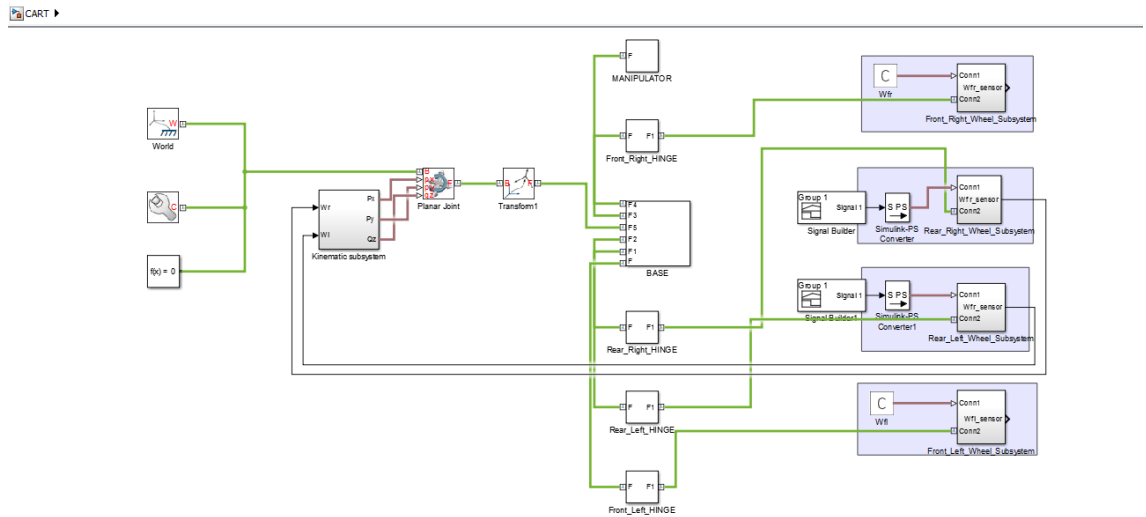 CART
MANIPULATOR
F
World
W
C
f(x) = 0
Wr
Wl
Px
Py
Qz
Kinematic subsystem
B
px
qz
F
Planar Joint
B
F
Transform1
F
F1
Front_Right_HINGE
F4
F3
F5
F2
F1
F
BASE
F
F1
Rear_Right_HINGE
F
F1
Rear_Left_HINGE
F
F1
Front_Left_HINGE
C
Wfr
Conn1
Wfr_sensor
Conn2
Front_Right_Wheel_Subsystem
Group 1
Signal 1
Signal Builder
S PS
Simulink-PS
Converter
Conn1
Wfr_sensor
Conn2
Rear_Right_Wheel_Subsystem
Group 1
Signal 1
Signal Builder1
S PS
Simulink-PS
Converter1
Conn1
Wfr_sensor
Conn2
Rear_Left_Wheel_Subsystem
C
Wfl
Conn1
Wfl_sensor
Conn2
Front_Left_Wheel_Subsystem